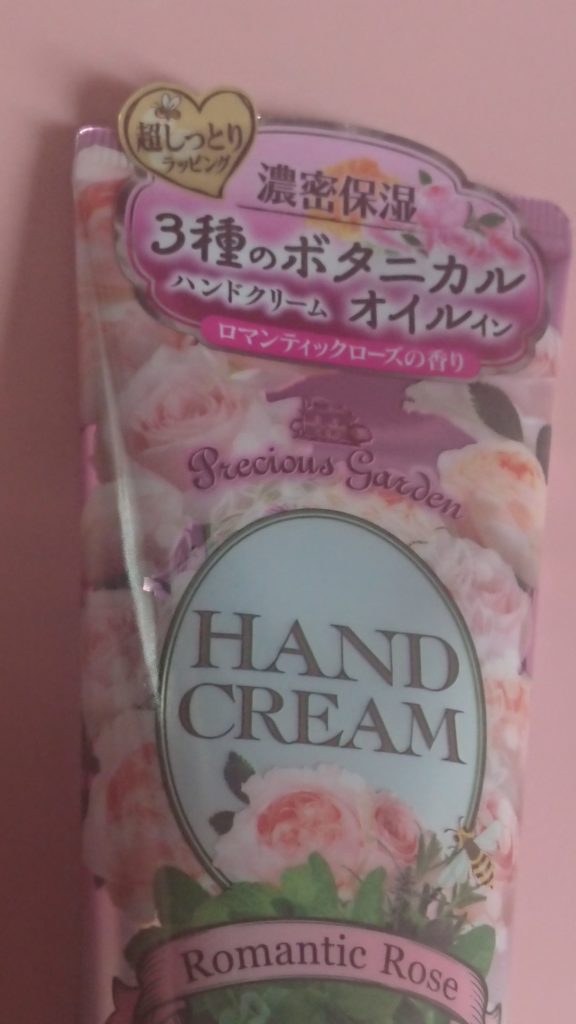 超しっとり
ラッピング
濃密保湿
3種のボタニカル
ハンドクリーム オイルイン
ロマンティックローズの香り
Precious Garden
HAND
CREAM
Romantic Rose